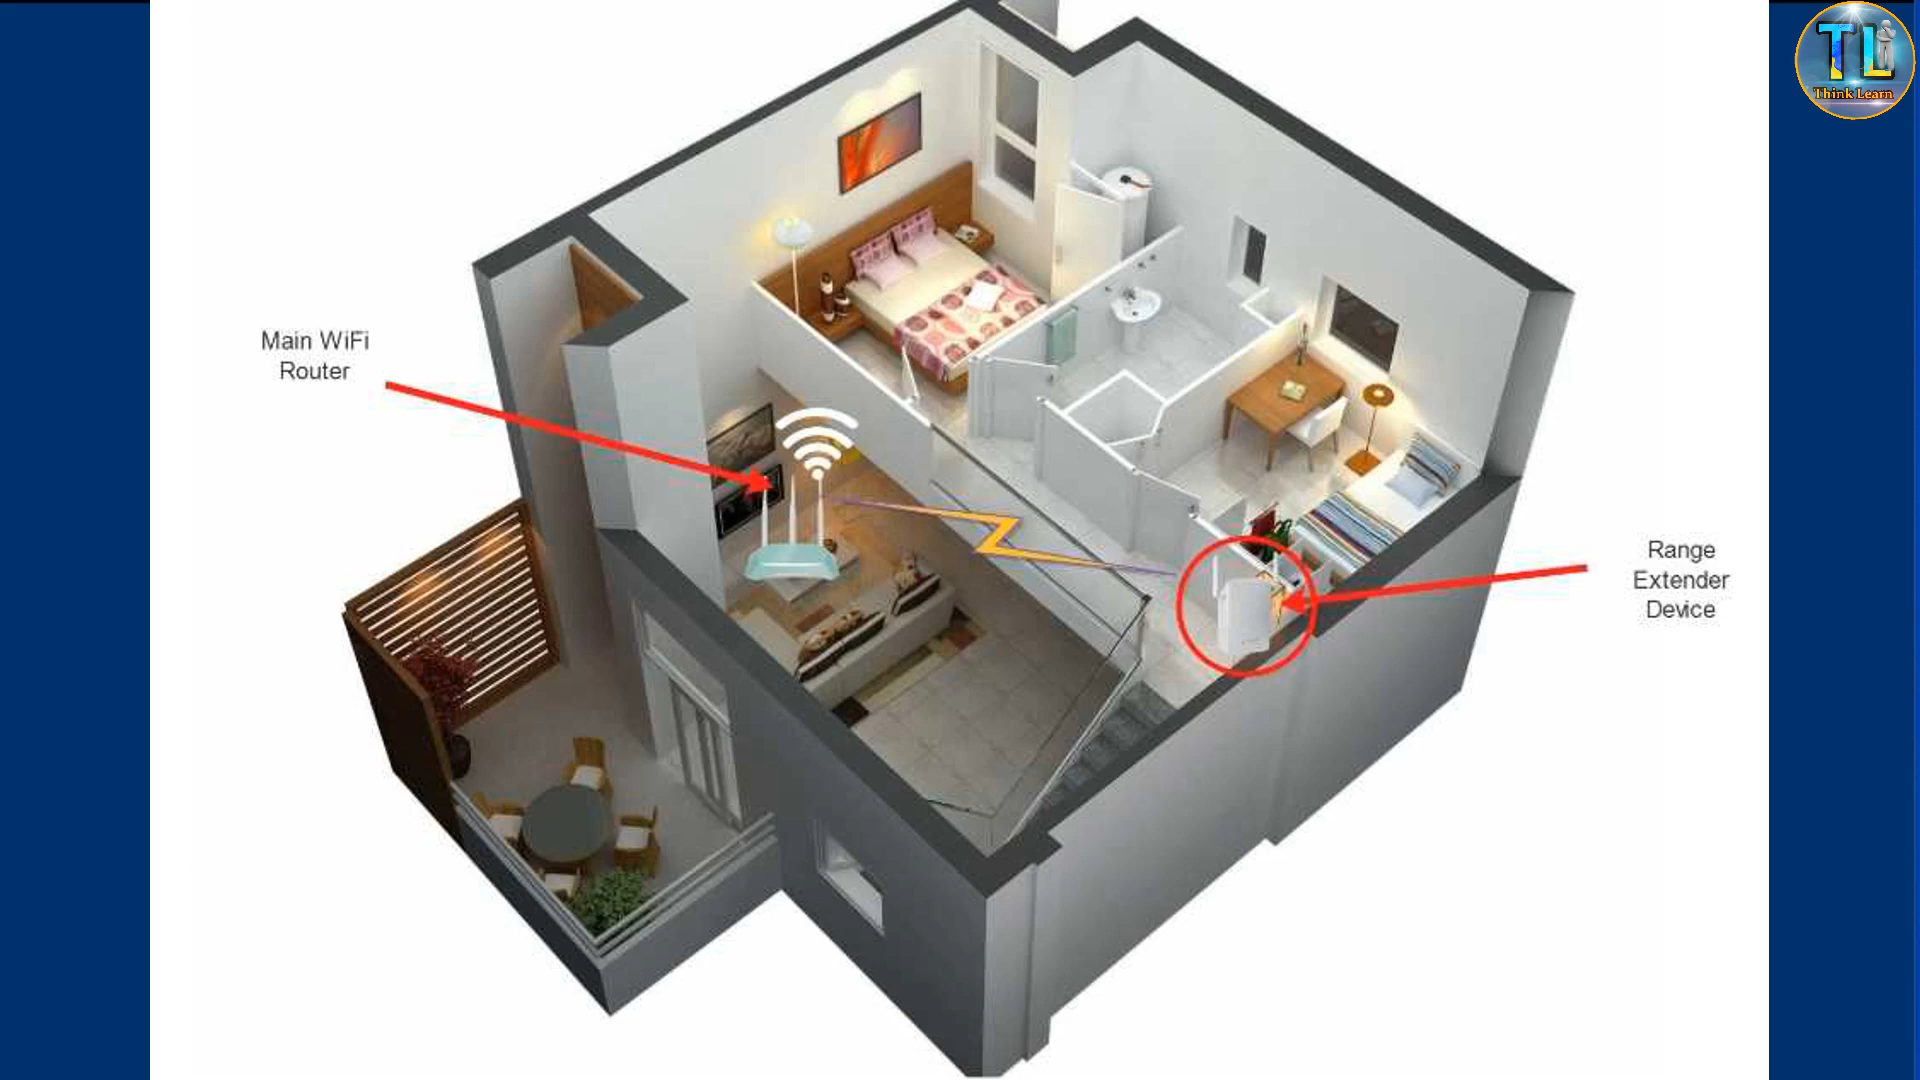 TL
Think Learn
Main WiFi
Router
Range
Extender
Device